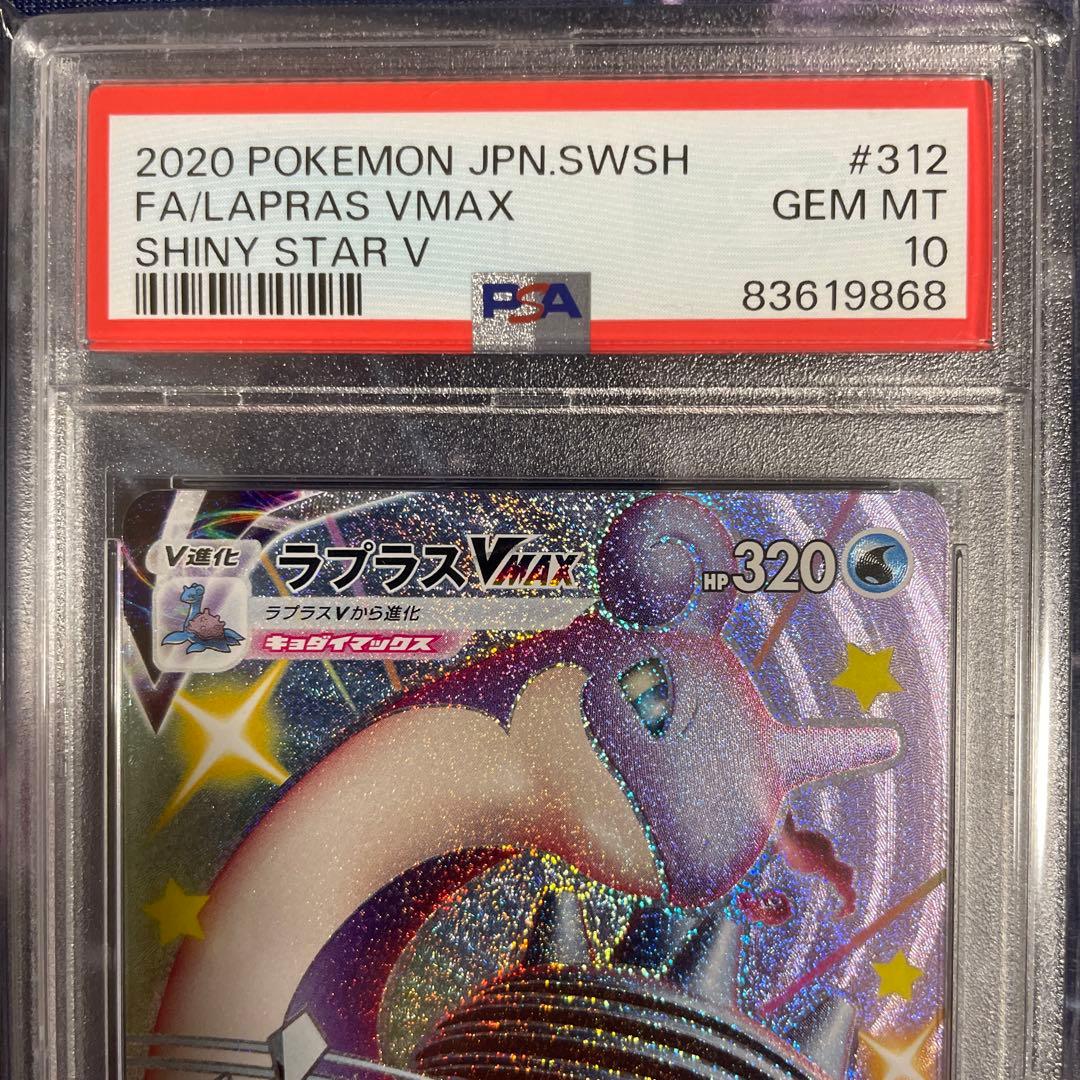 2020 POKEMON JPN.SWSH #312
FA/LAPRAS VMAX GEM MT
SHINY STAR V 10
PSA 83619868
V進化 ラプラスVMAX HP320
ラプラスVから進化
キョダイマックス